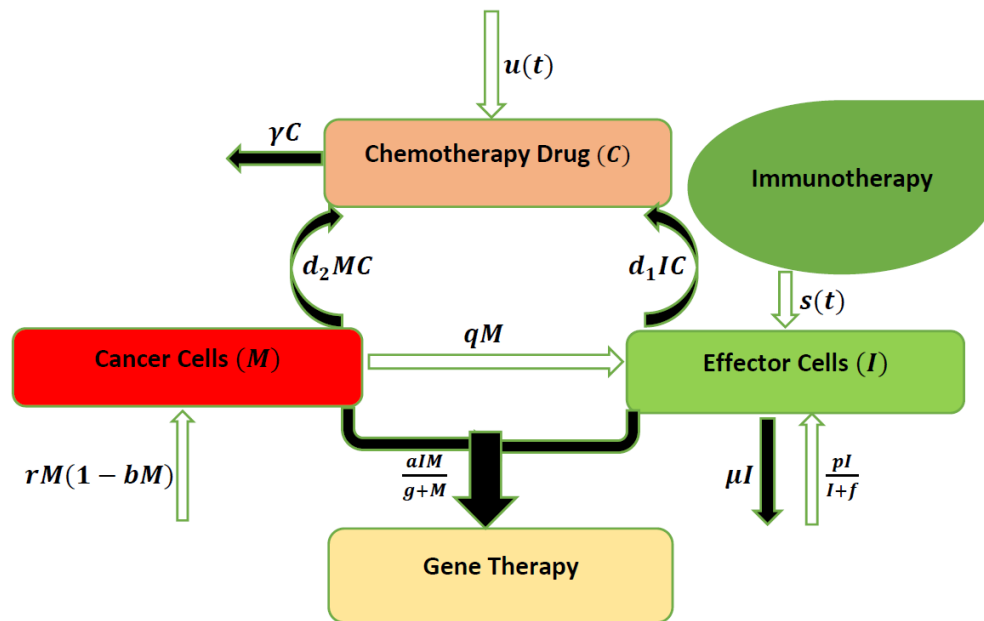 u(t)
γC
Chemotherapy Drug (C)
Immunotherapy
d₂MC
d₁IC
s(t)
qM
Cancer Cells (M)
Effector Cells (I)
rM(1 − bM)
aIM
g+M
μI
pI
I+f
Gene Therapy